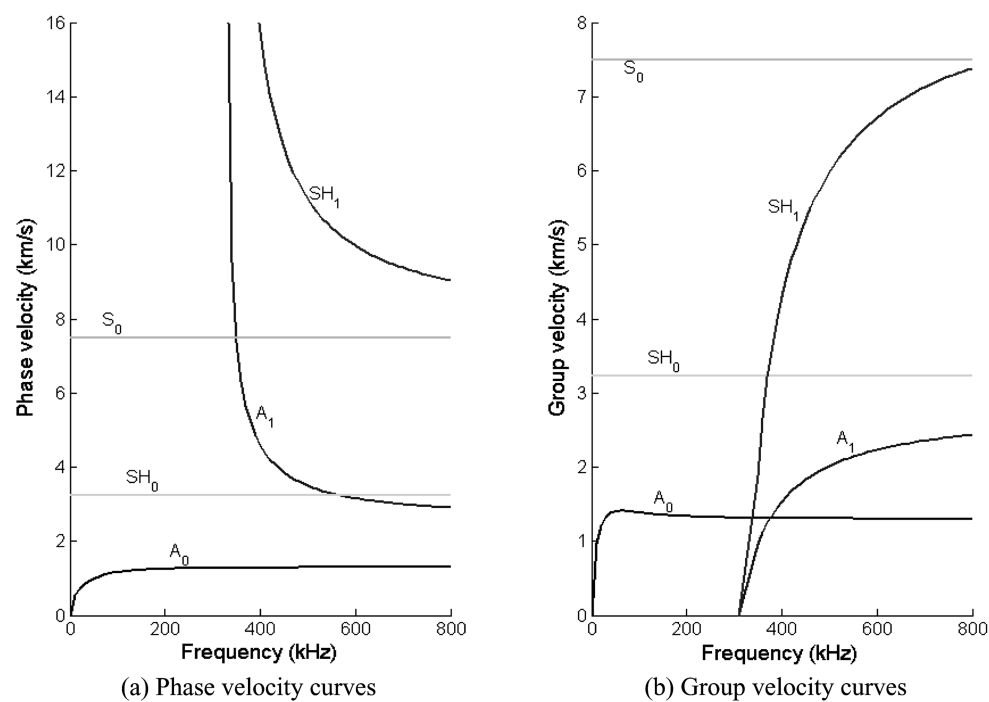 16
14
12
10
8
6
4
2
0
0
200
400
600
800
Phase velocity (km/s)
Frequency (kHz)
SH1
S0
A1
SH0
A0
(a) Phase velocity curves
8
7
6
5
4
3
2
1
0
0
200
400
600
800
Group velocity (km/s)
Frequency (kHz)
S0
SH1
SH0
A1
A0
(b) Group velocity curves